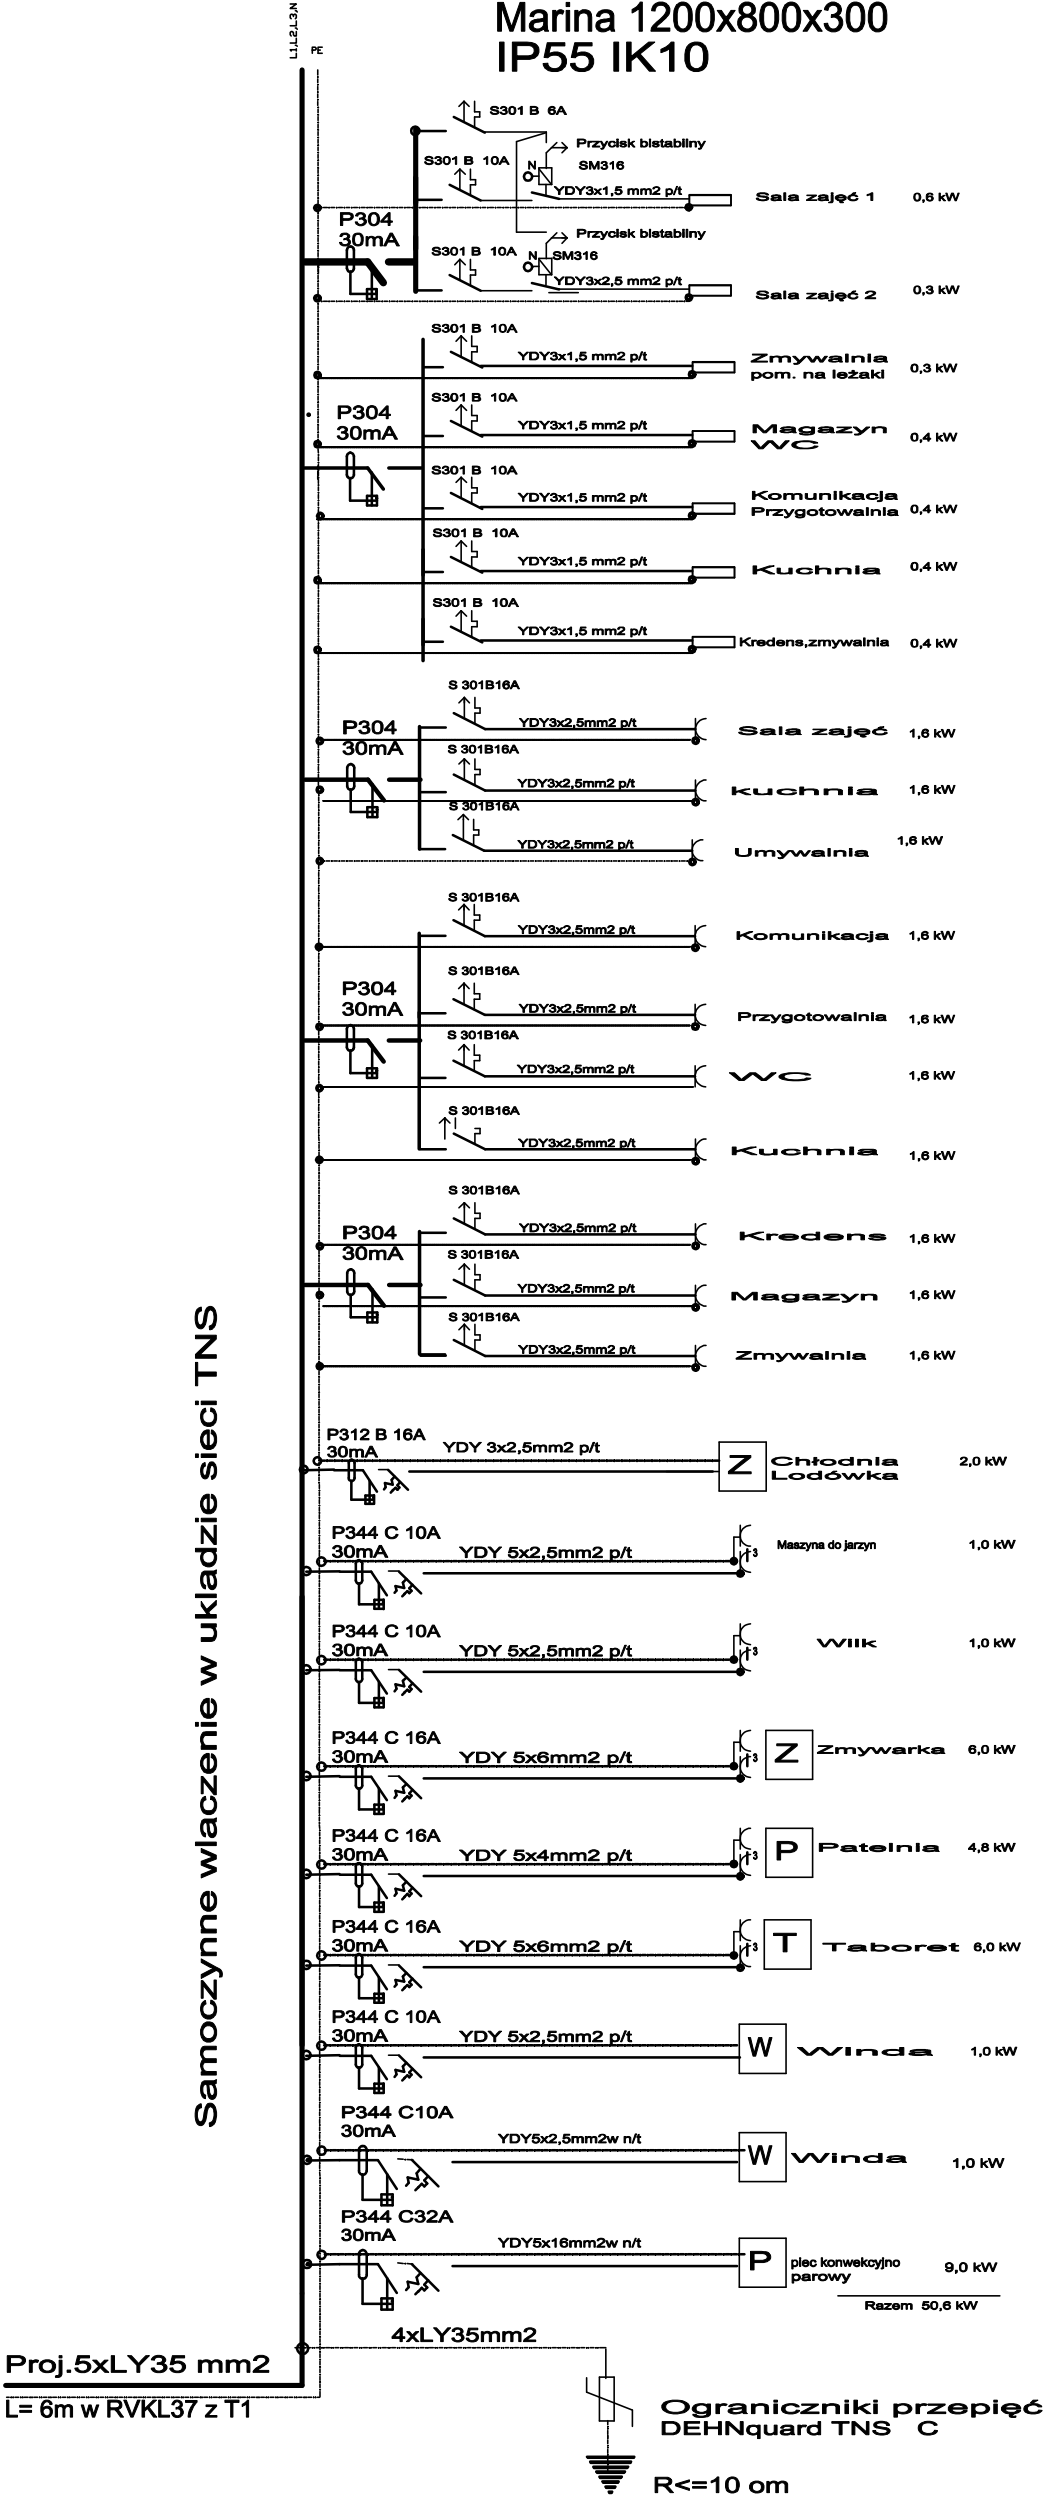 Marina 1200x800x300
IP55 IK10
L1,L2,L3,N
PE
S301 B 6A
Przycisk bistabilny
S301 B 10A
N
SM316
YDY3x1,5 mm2 p/t
Sala zajęć 1
0,6 kW
P304
30mA
Przycisk bistabilny
S301 B 10A
N
SM316
YDY3x2,5 mm2 p/t
Sala zajęć 2
0,3 kW
S301 B 10A
YDY3x1,5 mm2 p/t
Zmywalnia
pom. na leżaki
0,3 kW
P304
30mA
S301 B 10A
YDY3x1,5 mm2 p/t
Magazyn
WC
0,4 kW
S301 B 10A
YDY3x1,5 mm2 p/t
Komunikacja
Przygotowalnia
0,4 kW
S301 B 10A
YDY3x1,5 mm2 p/t
Kuchnia
0,4 kW
S301 B 10A
YDY3x1,5 mm2 p/t
Kredens,zmywalnia
0,4 kW
S 301B16A
P304
30mA
YDY3x2,5mm2 p/t
Sala zajęć
1,6 kW
S 301B16A
YDY3x2,5mm2 p/t
kuchnia
1,6 kW
S 301B16A
YDY3x2,5mm2 p/t
Umywalnia
1,6 kW
S 301B16A
YDY3x2,5mm2 p/t
Komunikacja
1,6 kW
P304
30mA
S 301B16A
YDY3x2,5mm2 p/t
Przygotowalnia
1,6 kW
S 301B16A
YDY3x2,5mm2 p/t
WC
1,6 kW
S 301B16A
YDY3x2,5mm2 p/t
Kuchnia
1,6 kW
S 301B16A
P304
30mA
YDY3x2,5mm2 p/t
Kredens
1,6 kW
S 301B16A
YDY3x2,5mm2 p/t
Magazyn
1,6 kW
S 301B16A
YDY3x2,5mm2 p/t
Zmywalnia
1,6 kW
Samoczynne wlaczenie w ukladzie sieci TNS
P312 B 16A
30mA
YDY 3x2,5mm2 p/t
Z
Chłodnia
Lodówka
2,0 kW
P344 C 10A
30mA
YDY 5x2,5mm2 p/t
3
Maszyna do jarzyn
1,0 kW
P344 C 10A
30mA
YDY 5x2,5mm2 p/t
3
Wilk
1,0 kW
P344 C 16A
30mA
YDY 5x6mm2 p/t
3
Z
Zmywarka
6,0 kW
P344 C 16A
30mA
YDY 5x4mm2 p/t
3
P
Patelnia
4,8 kW
P344 C 16A
30mA
YDY 5x6mm2 p/t
3
T
Taboret
6,0 kW
P344 C 10A
30mA
YDY 5x2,5mm2 p/t
W
Winda
1,0 kW
P344 C10A
30mA
YDY5x2,5mm2w n/t
W
Winda
1,0 kW
P344 C32A
30mA
YDY5x16mm2w n/t
P
piec konwekcyjno
parowy
9,0 kW
Razem 50,6 kW
4xLY35mm2
Proj.5xLY35 mm2
L= 6m w RVKL37 z T1
Ograniczniki przepięć
DEHNquard TNS C
R<=10 om